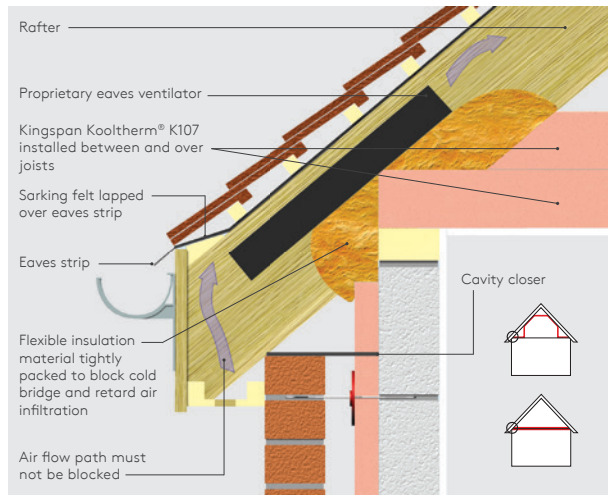 Rafter
Proprietary eaves ventilator
Kingspan Kooltherm® K107
installed between and over
joists
Sarking felt lapped
over eaves strip
Eaves strip
Cavity closer
Flexible insulation
material tightly
packed to block cold
bridge and retard air
infiltration
Air flow path must
not be blocked